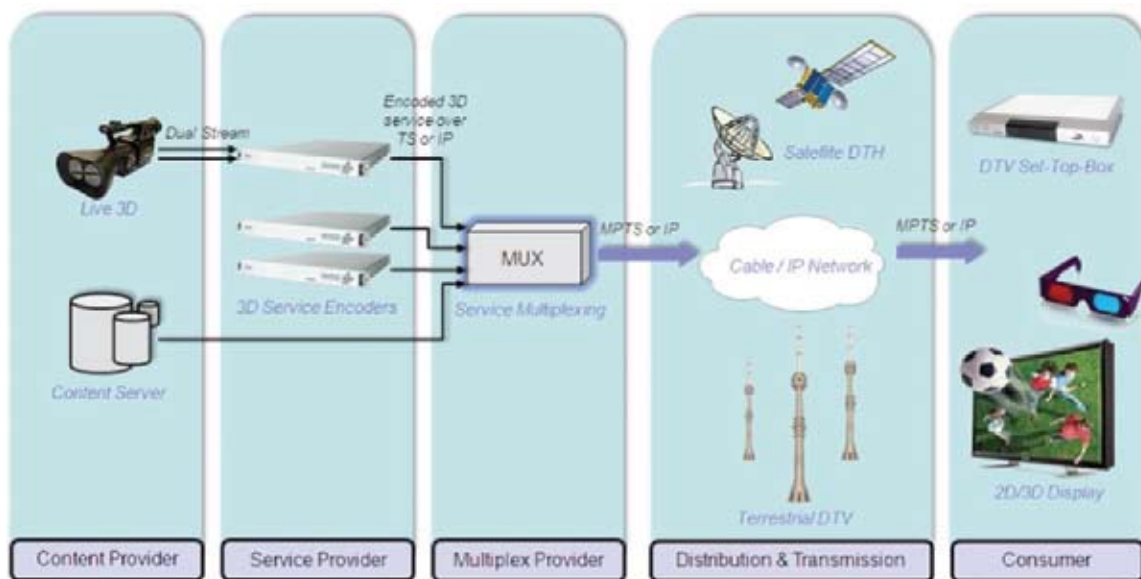 Encoded 3D
service over
TS or IP
Dual Stream
Live 3D
3D Service Encoders
Content Server
MUX
Service Multiplexing
MPTS or IP
Satellite DTH
Cable / IP Network
Terrestrial DTV
MPTS or IP
DTV Set-Top-Box
2D/3D Display
Content Provider
Service Provider
Multiplex Provider
Distribution & Transmission
Consumer